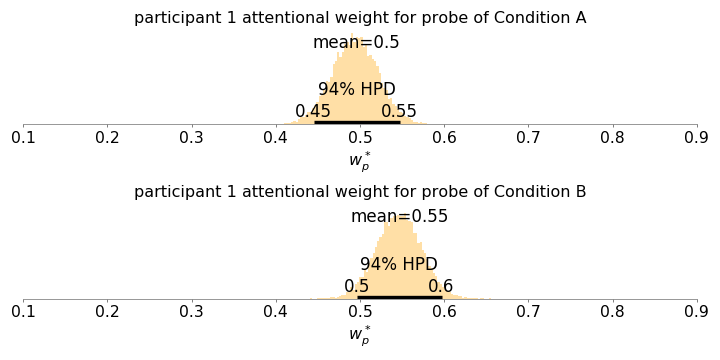 participant 1 attentional weight for probe of Condition A
mean=0.5
94% HPD
0.45 0.55
0.1 0.2 0.3 0.4 0.5 0.6 0.7 0.8 0.9
w_p^*
participant 1 attentional weight for probe of Condition B
mean=0.55
94% HPD
0.5 0.6
0.1 0.2 0.3 0.4 0.5 0.6 0.7 0.8 0.9
w_p^*